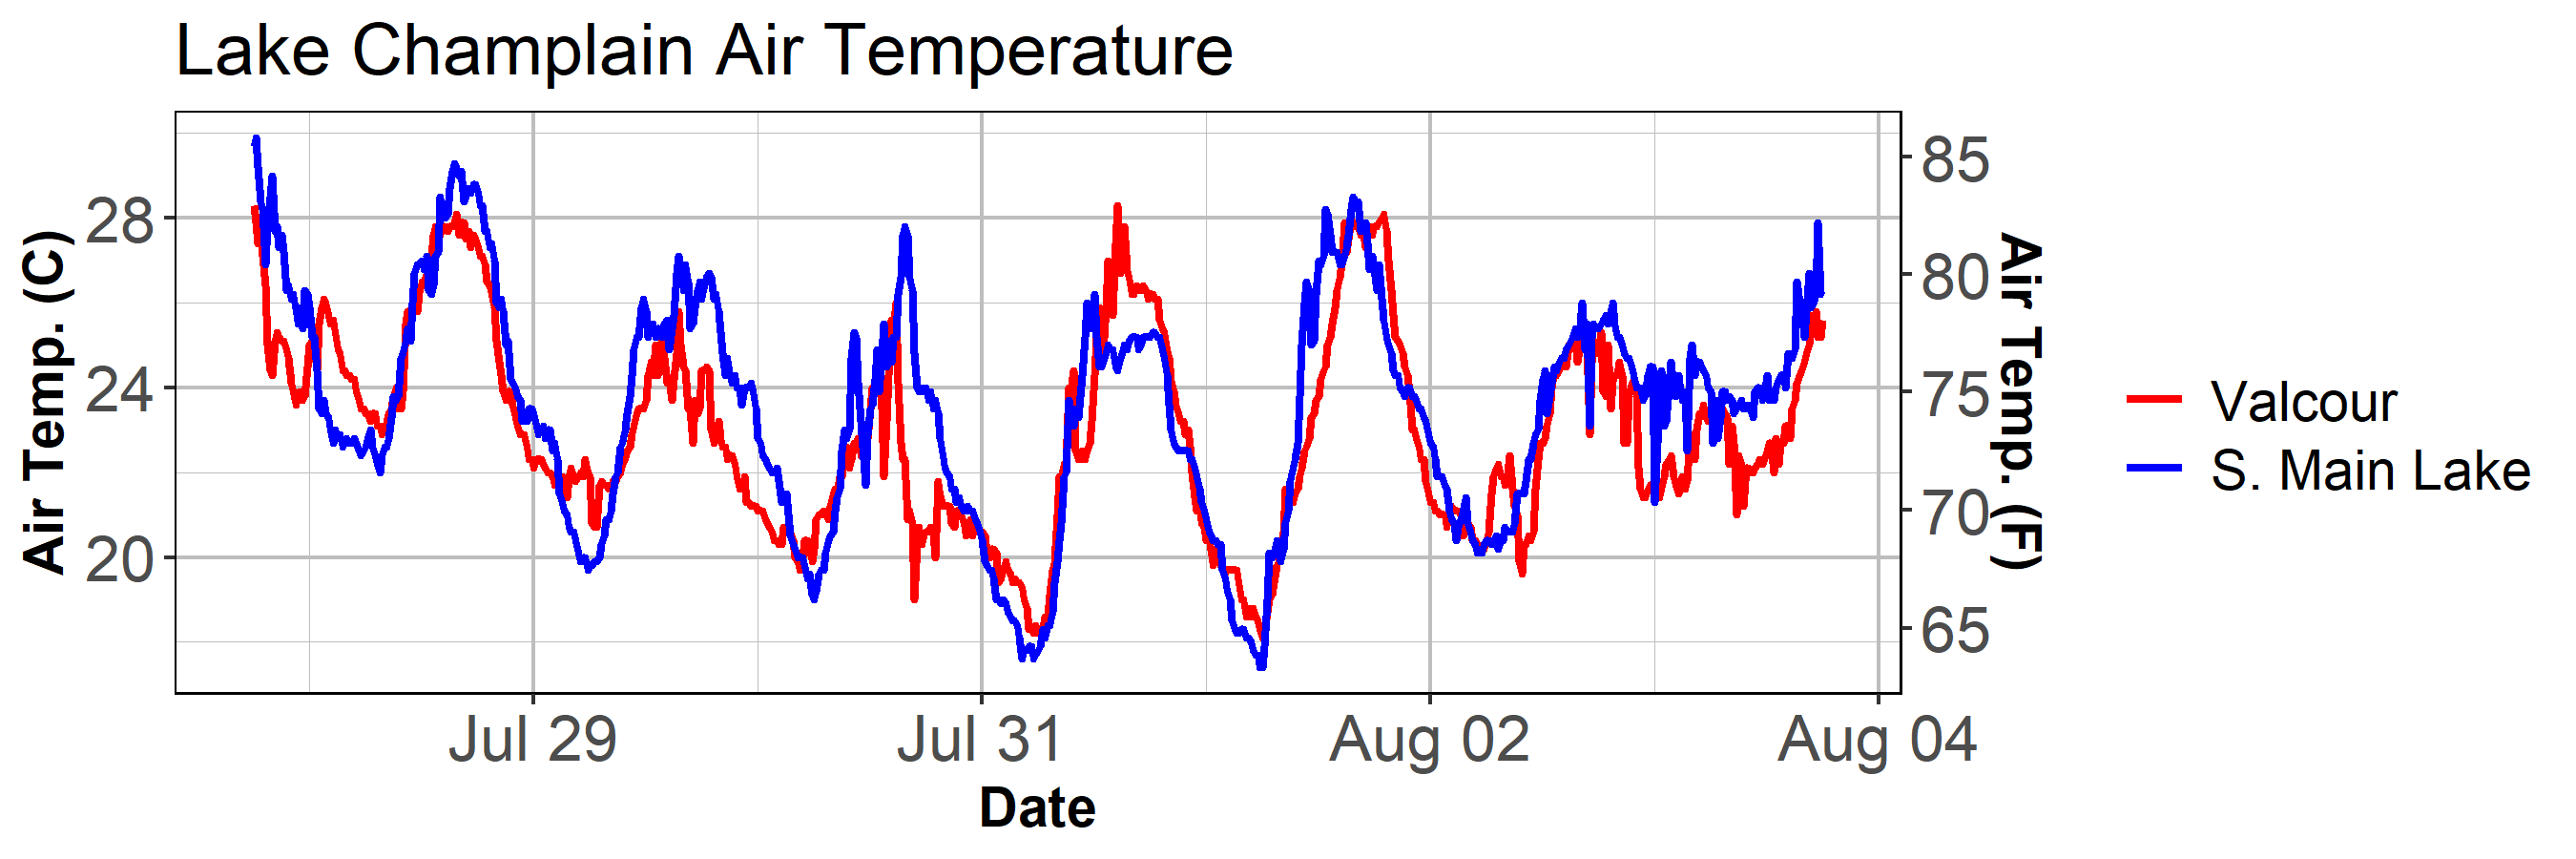 Lake Champlain Air Temperature
Air Temp. (C)
28
24
20
85
80
75
70
65
Air Temp. (F)
Jul 29
Jul 31
Aug 02
Aug 04
Date
Valcour
S. Main Lake